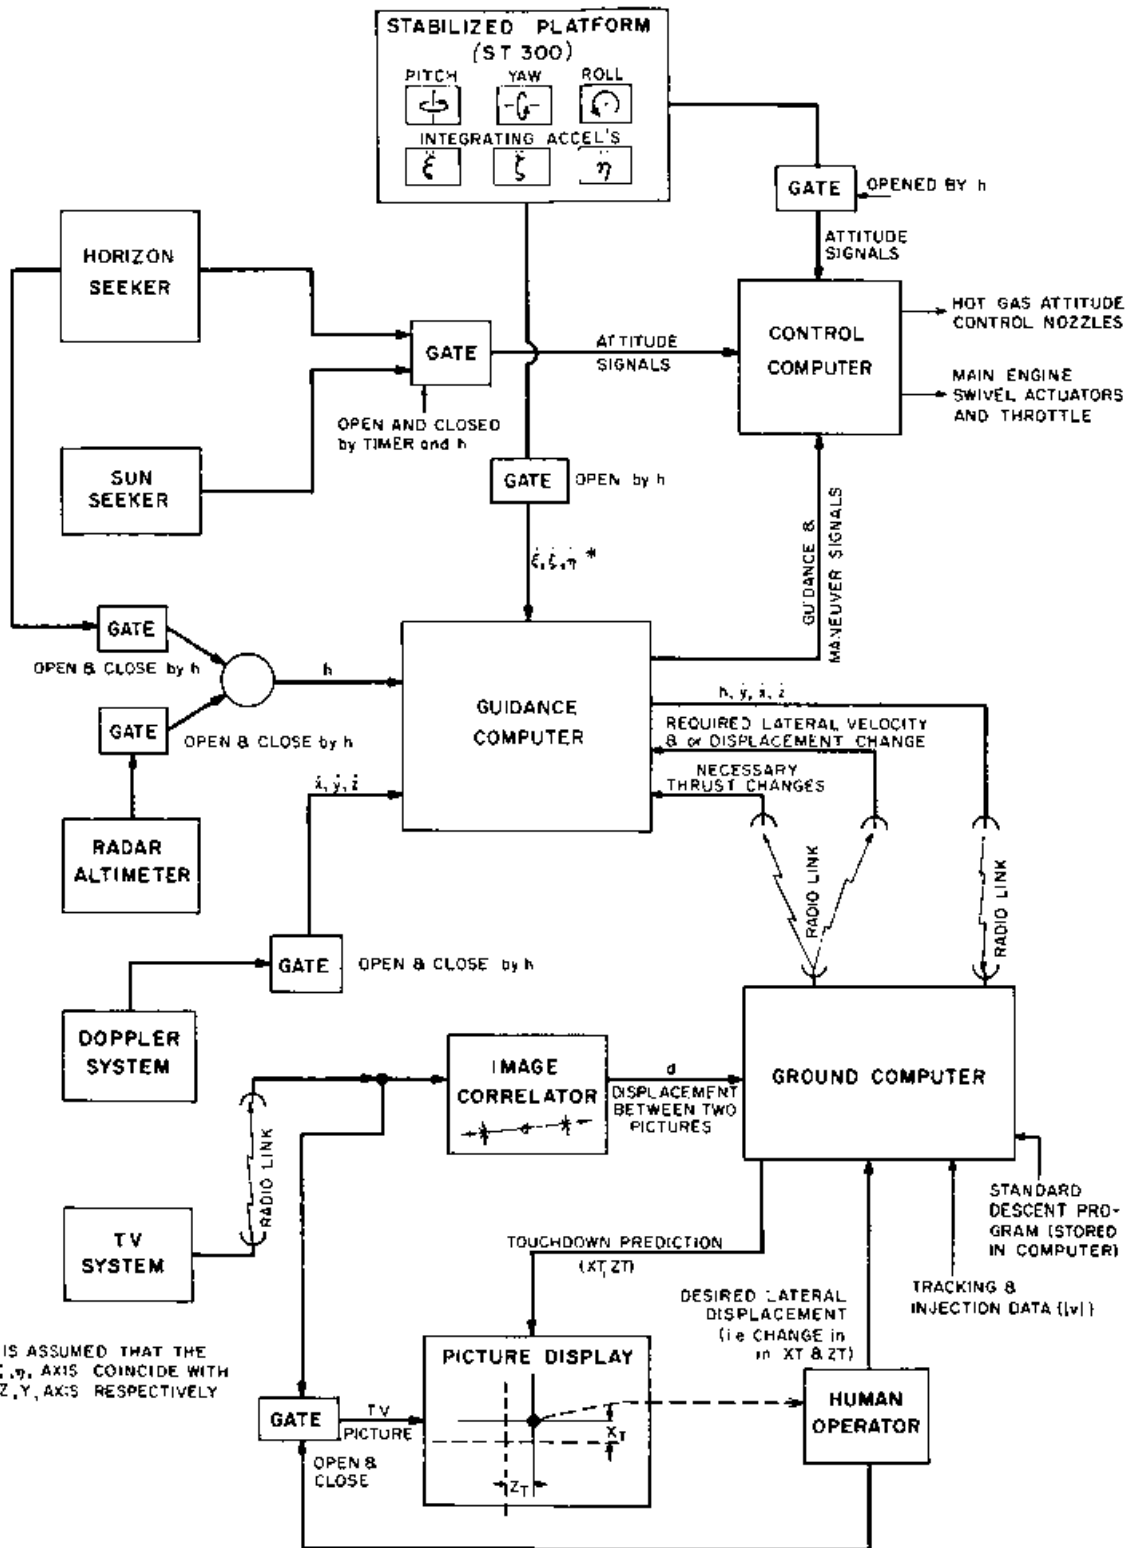 STABILIZED PLATFORM
(ST 300)
PITCH YAW ROLL
INTEGRATING ACCEL'S
ξ̈ ζ̈ η̈
GATE
OPENED BY h
ATTITUDE
SIGNALS
HORIZON
SEEKER
GATE
ATTITUDE
SIGNALS
OPEN AND CLOSED
by TIMER and h
CONTROL
COMPUTER
HOT GAS ATTITUDE
CONTROL NOZZLES
MAIN ENGINE
SWIVEL ACTUATORS
AND THROTTLE
SUN
SEEKER
GATE
OPEN by h
ξ̇, ζ̇, η̇ *
GUIDANCE &
MANEUVER SIGNALS
GATE
OPEN & CLOSE by h
h
GATE
OPEN & CLOSE by h
GUIDANCE
COMPUTER
h, ẏ, ẋ, ż
REQUIRED LATERAL VELOCITY
& or DISPLACEMENT CHANGE
NECESSARY
THRUST CHANGES
ẋ, ẏ, ż
RADAR
ALTIMETER
RADIO LINK
RADIO LINK
GATE
OPEN & CLOSE by h
DOPPLER
SYSTEM
IMAGE
CORRELATOR
d
DISPLACEMENT
BETWEEN TWO
PICTURES
GROUND COMPUTER
RADIO LINK
TV
SYSTEM
STANDARD
DESCENT PRO-
GRAM (STORED
IN COMPUTER)
TOUCHDOWN PREDICTION
(XT, ZT)
TRACKING &
INJECTION DATA (|v|)
DESIRED LATERAL
DISPLACEMENT
(i e CHANGE in
in XT & ZT)
IS ASSUMED THAT THE
ζ, η, AXIS COINCIDE WITH
Z, Y, AXIS RESPECTIVELY
PICTURE DISPLAY
XT
ZT
GATE
TV
PICTURE
OPEN &
CLOSE
HUMAN
OPERATOR